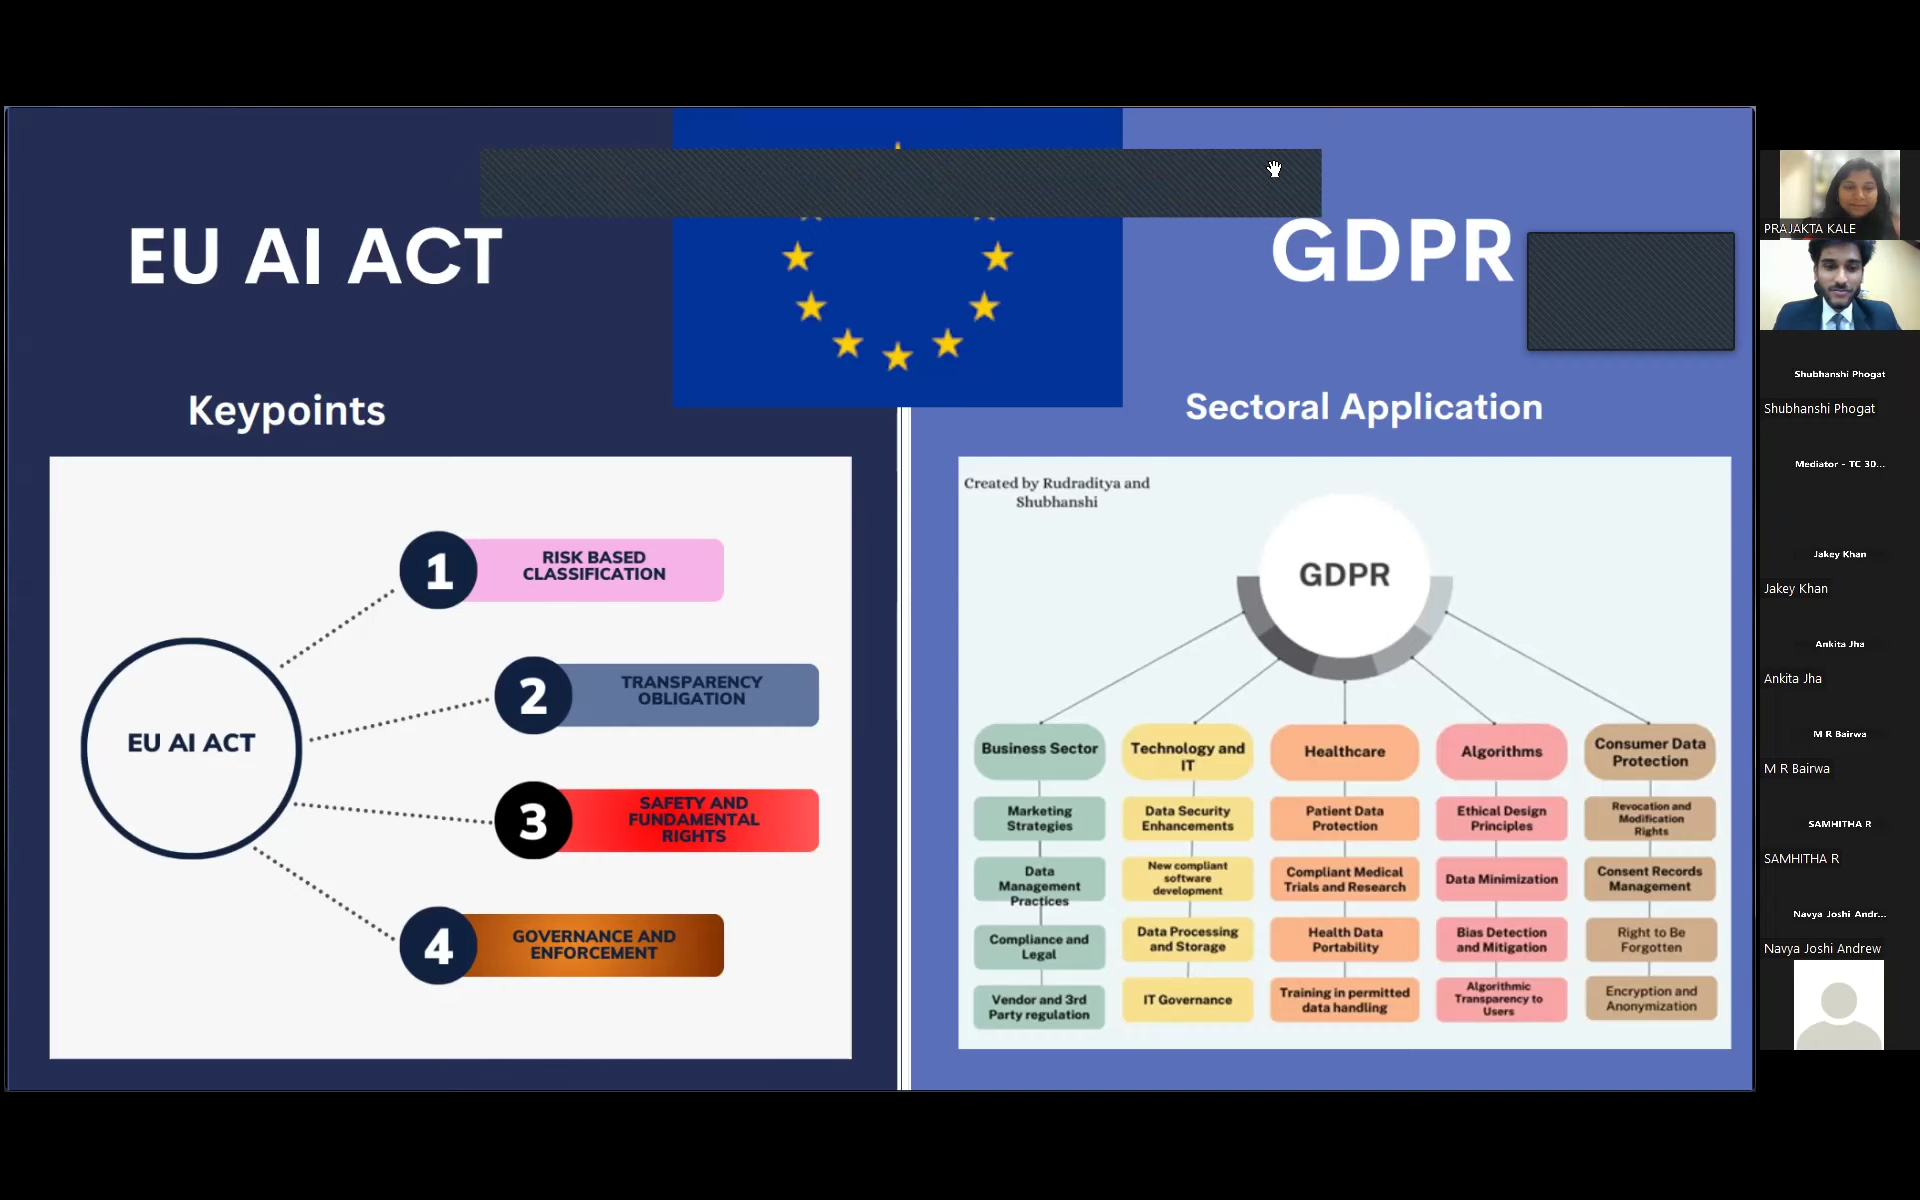 EU AI ACT
GDPR
Keypoints
Sectoral Application
EU AI ACT
1
RISK BASED
CLASSIFICATION
2
TRANSPARENCY
OBLIGATION
3
SAFETY AND
FUNDAMENTAL
RIGHTS
4
GOVERNANCE AND
ENFORCEMENT
Created by Rudraditya and
Shubhanshi
GDPR
Business Sector
Marketing
Strategies
Data
Management
Practices
Compliance and
Legal
Vendor and 3rd
Party regulation
Technology and
IT
Data Security
Enhancements
New compliant
software
development
Data Processing
and Storage
IT Governance
Healthcare
Patient Data
Protection
Compliant Medical
Trials and Research
Health Data
Portability
Training in permitted
data handling
Algorithms
Ethical Design
Principles
Data Minimization
Bias Detection
and Mitigation
Algorithmic
Transparency to
Users
Consumer Data
Protection
Revocation and
Modification
Rights
Consent Records
Management
Right to Be
Forgotten
Encryption and
Anonymization
PRAJAKTA KALE
Shubhanshi Phogat
Shubhanshi Phogat
Mediator - TC 30...
Jakey Khan
Jakey Khan
Ankita Jha
Ankita Jha
M R Bairwa
M R Bairwa
SAMHITHA R
SAMHITHA R
Navya Joshi Andr...
Navya Joshi Andrew